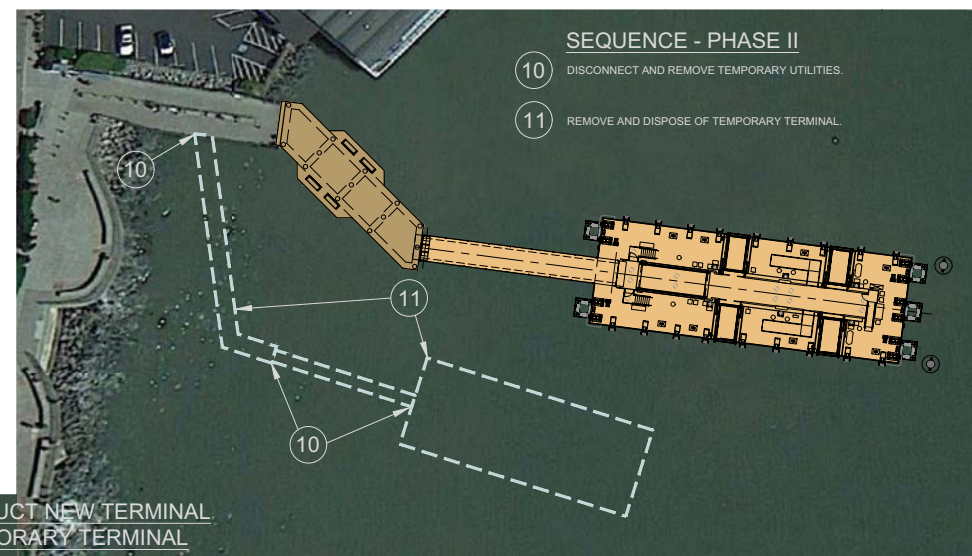 SEQUENCE - PHASE II
10 DISCONNECT AND REMOVE TEMPORARY UTILITIES.
11 REMOVE AND DISPOSE OF TEMPORARY TERMINAL.
10
11
10
UCT NEW TERMINAL
ORARY TERMINAL